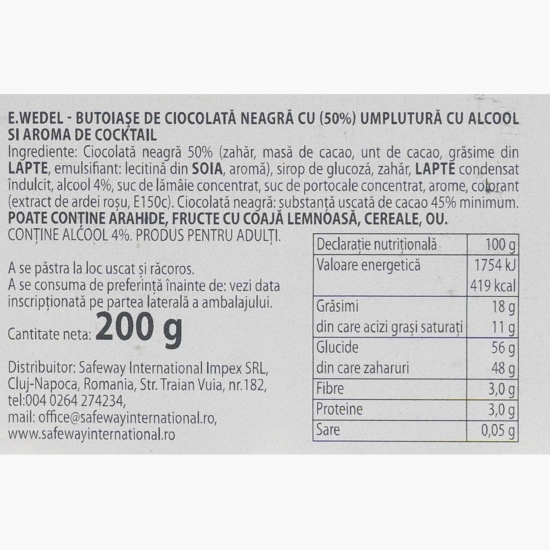 E.WEDEL - BUTOIAȘE DE CIOCOLATĂ NEAGRĂ CU (50%) UMPLUTURĂ CU ALCOOL
SI AROMA DE COCKTAIL
Ingrediente: Ciocolată neagră 50% (zahăr, masă de cacao, unt de cacao, grăsime din
LAPTE, emulsifiant: lecitină din SOIA, aromă), sirop de glucoză, zahăr, LAPTE condensat
îndulcit, alcool 4%, suc de lămâie concentrat, suc de portocale concentrat, arome, colorant
(extract de ardei roșu, E150c). Ciocolată neagră: substanță uscată de cacao 45% minimum.
POATE CONȚINE ARAHIDE, FRUCTE CU COAJĂ LEMNOASĂ, CEREALE, OU.
CONȚINE ALCOOL 4%. PRODUS PENTRU ADULȚI.
A se păstra la loc uscat și răcoros.
A se consuma de preferință înainte de: vezi data
inscripționată pe partea laterală a ambalajului.
Cantitate neta: 200 g
Distribuitor: Safeway International Impex SRL,
Cluj-Napoca, Romania, Str. Traian Vuia, nr.182,
tel:004 0264 274234,
mail: office@safewayinternational.ro,
www.safewayinternational.ro
Declarație nutrițională 100 g
Valoare energetică 1754 kJ
419 kcal
Grăsimi 18 g
din care acizi grași saturați 11 g
Glucide 56 g
din care zaharuri 48 g
Fibre 3,0 g
Proteine 3,0 g
Sare 0,05 g